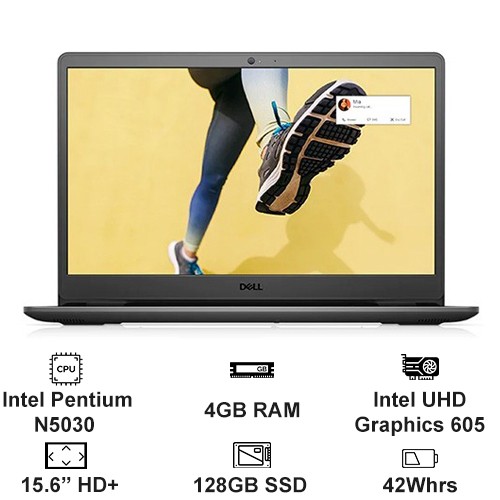 Ma
DELL
CPU
Intel Pentium
N5030
GB
4GB RAM
Intel UHD
Graphics 605
15.6” HD+
128GB SSD
42Whrs